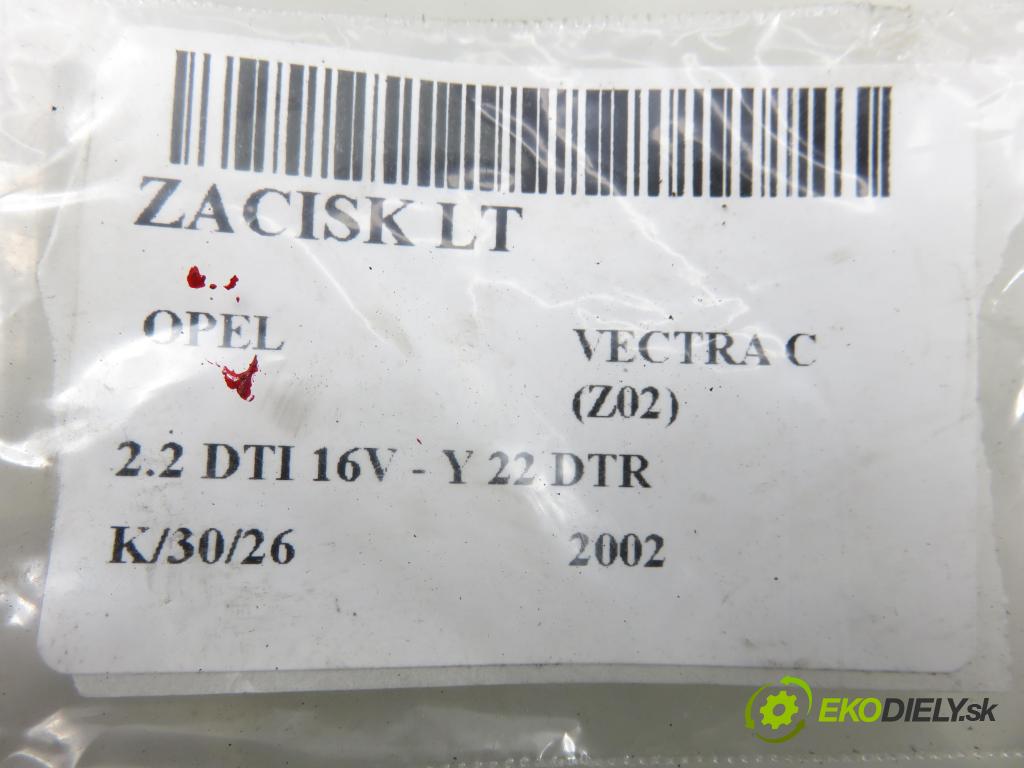 ZACISK LT
OPEL VECTRA C
(Z02)
2.2 DTI 16V - Y 22 DTR
K/30/26 2002
EKODIELY.sk